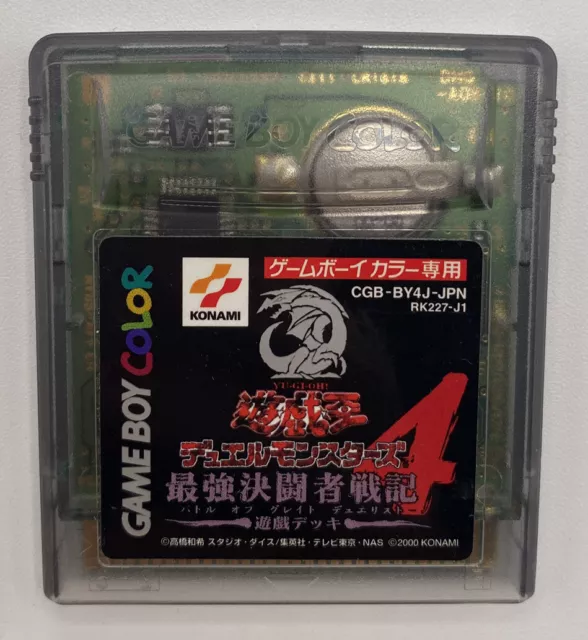 GAME BOY COLOR
GAME BOY COLOR
KONAMI
ゲームボーイカラー専用
CGB-BY4J-JPN
RK227-J1
YU-GI-OH!
遊戯王
デュエルモンスターズ4
最強決闘者戦記
バトル オブ グレイト デュエリスト
遊戯デッキ
©高橋和希 スタジオ・ダイス/集英社・テレビ東京・NAS ©2000 KONAMI